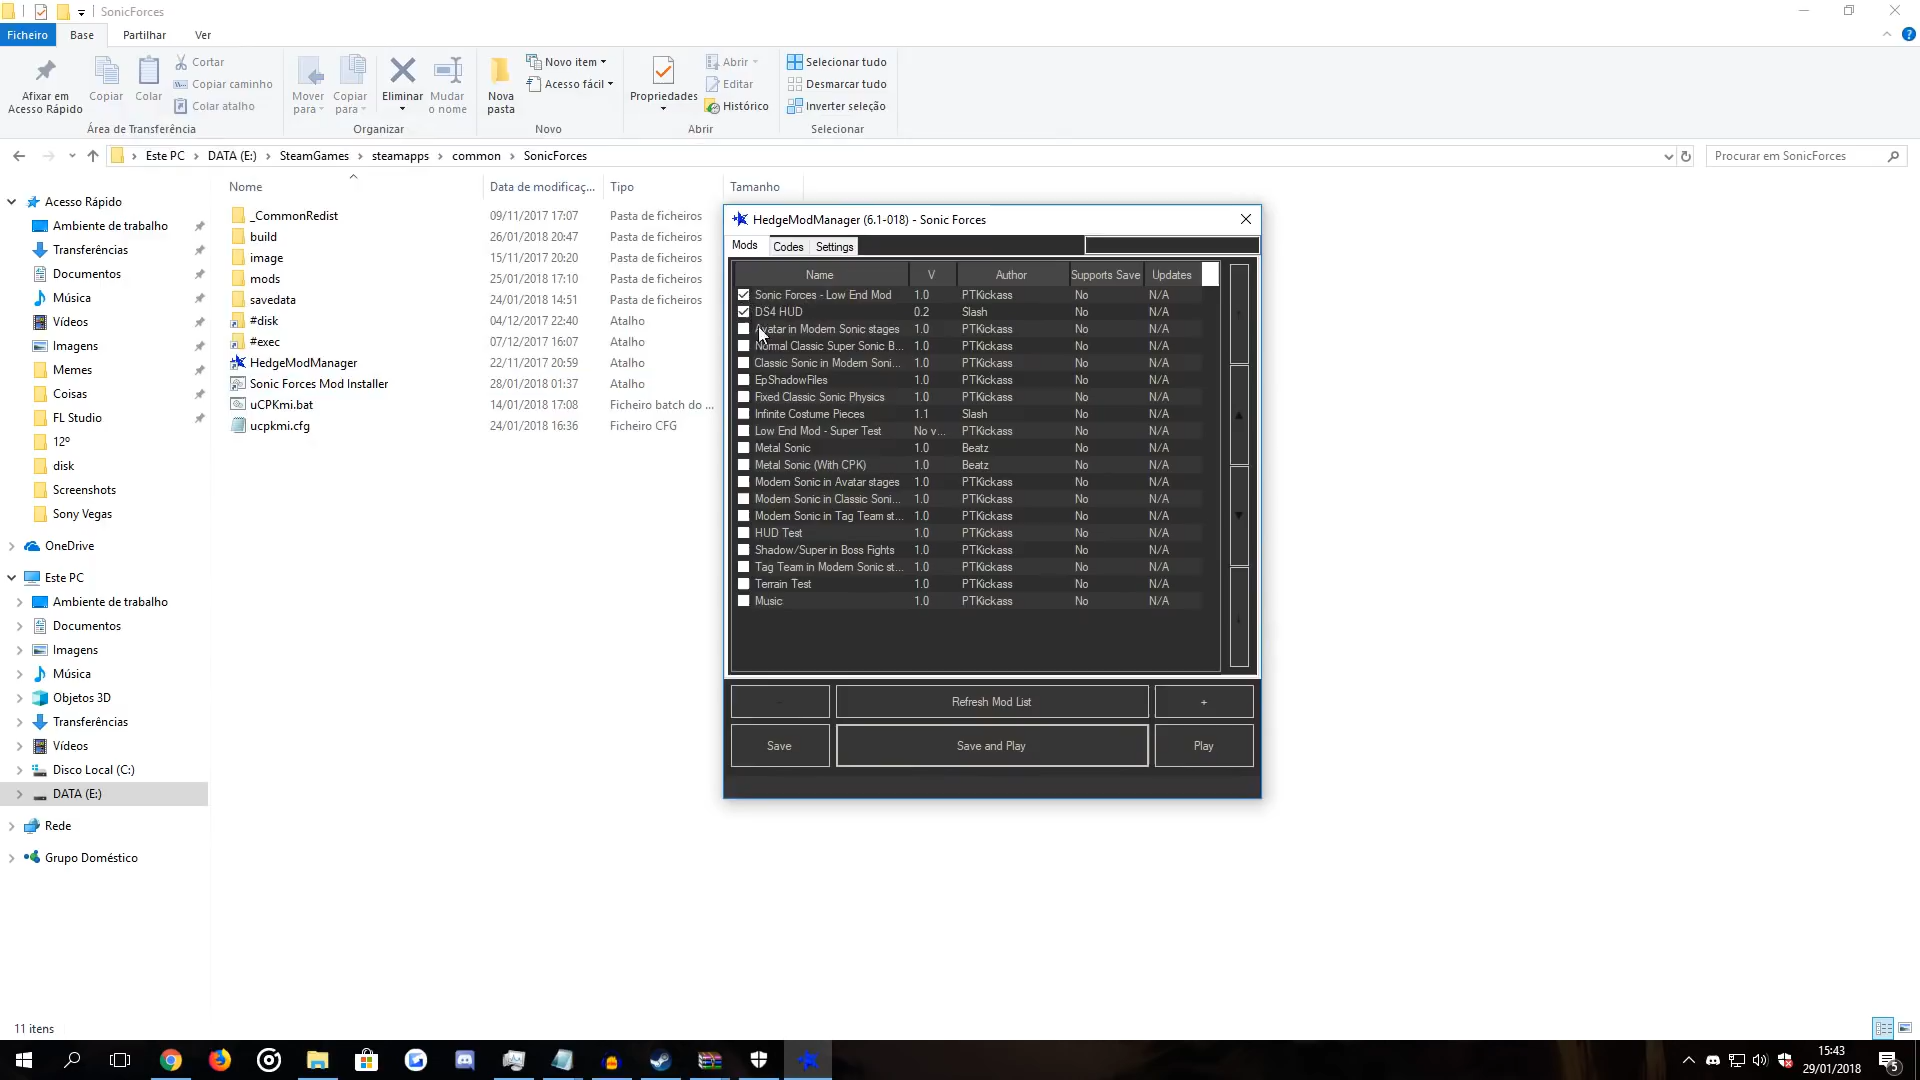 SonicForces
Ficheiro Base Partilhar Ver
Afixar em Acesso Rápido
Copiar
Colar
Cortar
Copiar caminho
Colar atalho
Área de Transferência
Mover para
Copiar para
Eliminar
Mudar o nome
Organizar
Nova pasta
Novo item
Acesso fácil
Novo
Propriedades
Abrir
Editar
Histórico
Abrir
Selecionar tudo
Desmarcar tudo
Inverter seleção
Selecionar
Este PC DATA (E:) SteamGames steamapps common SonicForces
Procurar em SonicForces
Acesso Rápido
Ambiente de trabalho
Transferências
Documentos
Música
Vídeos
Imagens
Memes
Coisas
FL Studio
12º
disk
Screenshots
Sony Vegas
OneDrive
Este PC
Ambiente de trabalho
Documentos
Imagens
Música
Objetos 3D
Transferências
Vídeos
Disco Local (C:)
DATA (E:)
Rede
Grupo Doméstico
Nome Data de modificaç... Tipo Tamanho
_CommonRedist 09/11/2017 17:07 Pasta de ficheiros
build 26/01/2018 20:47 Pasta de ficheiros
image 15/11/2017 20:20 Pasta de ficheiros
mods 25/01/2018 17:10 Pasta de ficheiros
savedata 24/01/2018 14:51 Pasta de ficheiros
#disk 04/12/2017 22:40 Atalho
#exec 07/12/2017 16:07 Atalho
HedgeModManager 22/11/2017 20:59 Atalho
Sonic Forces Mod Installer 28/01/2018 01:37 Atalho
uCPKmi.bat 14/01/2018 17:08 Ficheiro batch do ...
ucpkmi.cfg 24/01/2018 16:36 Ficheiro CFG
HedgeModManager (6.1-018) - Sonic Forces
Mods Codes Settings
Name V Author Supports Save Updates
Sonic Forces - Low End Mod 1.0 PTKickass No N/A
DS4 HUD 0.2 Slash No N/A
Avatar in Modern Sonic stages 1.0 PTKickass No N/A
Normal Classic Super Sonic B... 1.0 PTKickass No N/A
Classic Sonic in Modern Soni... 1.0 PTKickass No N/A
EpShadowFiles 1.0 PTKickass No N/A
Fixed Classic Sonic Physics 1.0 PTKickass No N/A
Infinite Costume Pieces 1.1 Slash No N/A
Low End Mod - Super Test No v... PTKickass No N/A
Metal Sonic 1.0 Beatz No N/A
Metal Sonic (With CPK) 1.0 Beatz No N/A
Modern Sonic in Avatar stages 1.0 PTKickass No N/A
Modern Sonic in Classic Soni... 1.0 PTKickass No N/A
Modern Sonic in Tag Team st... 1.0 PTKickass No N/A
HUD Test 1.0 PTKickass No N/A
Shadow/Super in Boss Fights 1.0 PTKickass No N/A
Tag Team in Modern Sonic st... 1.0 PTKickass No N/A
Terrain Test 1.0 PTKickass No N/A
Music 1.0 PTKickass No N/A
- Refresh Mod List +
Save Save and Play Play
11 itens
15:43
29/01/2018
5